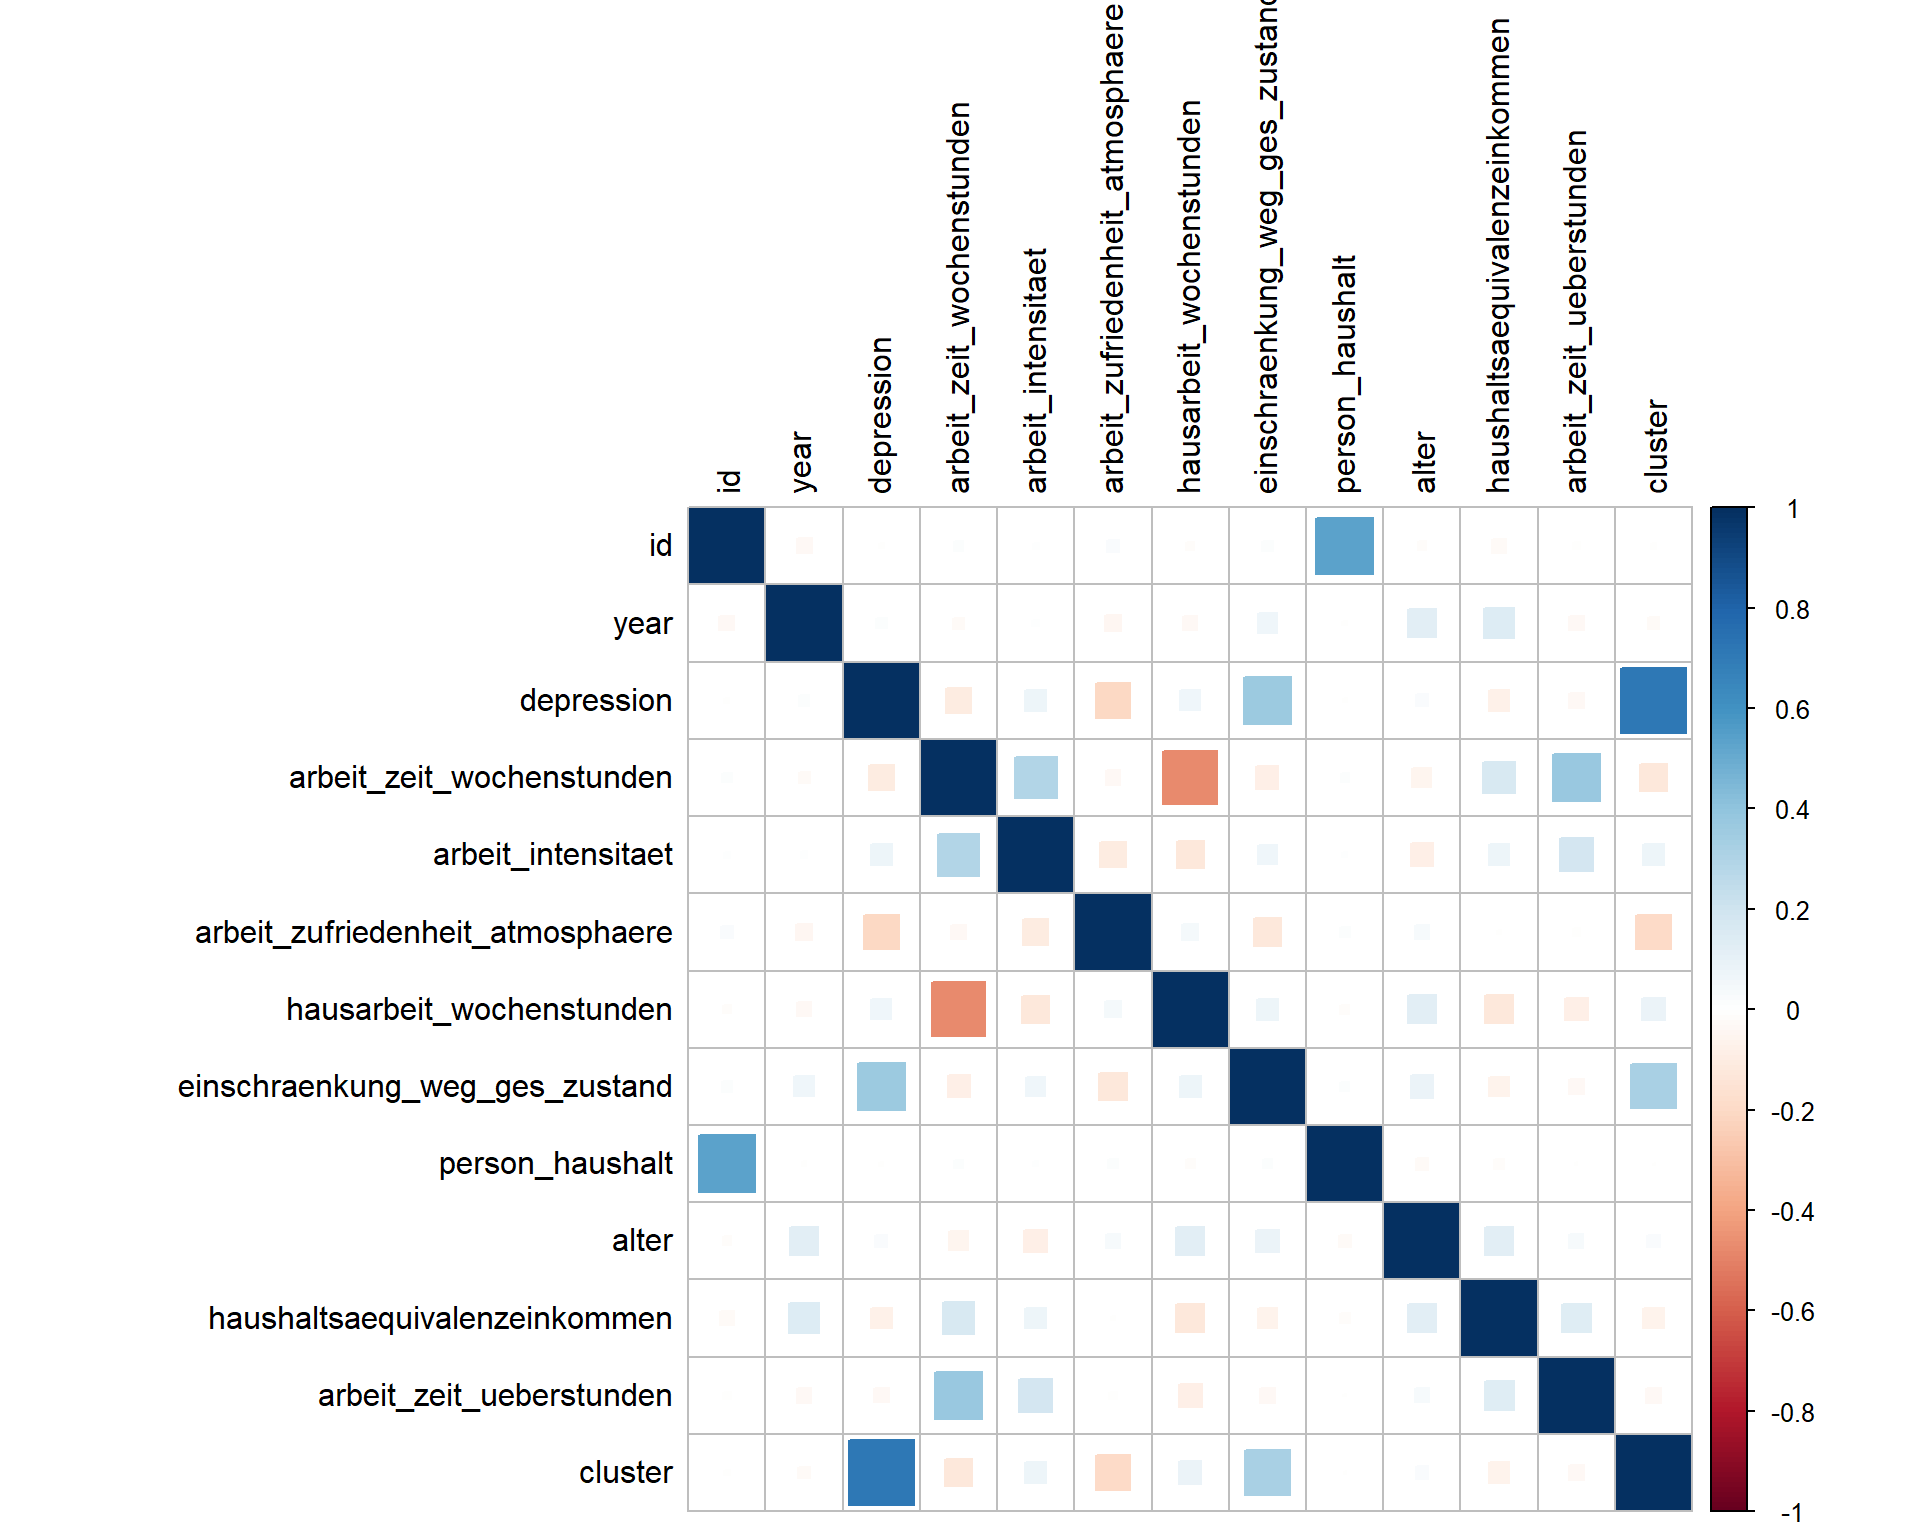 id
year
depression
arbeit_zeit_wochenstunden
arbeit_intensitaet
arbeit_zufriedenheit_atmosphaere
hausarbeit_wochenstunden
einschraenkung_weg_ges_zustand
person_haushalt
alter
haushaltsaequivalenzeinkommen
arbeit_zeit_ueberstunden
cluster
id
year
depression
arbeit_zeit_wochenstunden
arbeit_intensitaet
arbeit_zufriedenheit_atmosphaere
hausarbeit_wochenstunden
einschraenkung_weg_ges_zustand
person_haushalt
alter
haushaltsaequivalenzeinkommen
arbeit_zeit_ueberstunden
cluster
1
0.8
0.6
0.4
0.2
0
-0.2
-0.4
-0.6
-0.8
-1